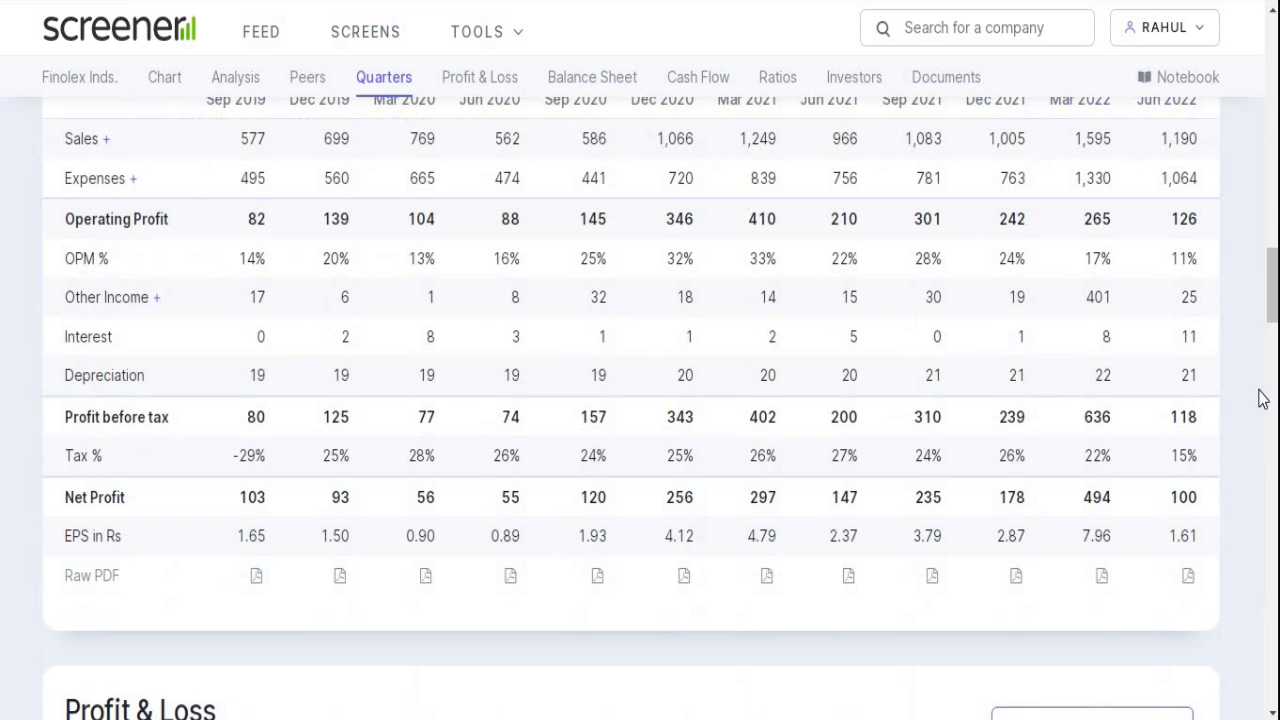 screener FEED SCREENS TOOLS Search for a company RAHUL
Finolex Inds. Chart Analysis Peers Quarters Profit & Loss Balance Sheet Cash Flow Ratios Investors Documents Notebook
Sep 2019 Dec 2019 Mar 2020 Jun 2020 Sep 2020 Dec 2020 Mar 2021 Jun 2021 Sep 2021 Dec 2021 Mar 2022 Jun 2022
Sales + 577 699 769 562 586 1,066 1,249 966 1,083 1,005 1,595 1,190
Expenses + 495 560 665 474 441 720 839 756 781 763 1,330 1,064
Operating Profit 82 139 104 88 145 346 410 210 301 242 265 126
OPM % 14% 20% 13% 16% 25% 32% 33% 22% 28% 24% 17% 11%
Other Income + 17 6 1 8 32 18 14 15 30 19 401 25
Interest 0 2 8 3 1 1 2 5 0 1 8 11
Depreciation 19 19 19 19 19 20 20 20 21 21 22 21
Profit before tax 80 125 77 74 157 343 402 200 310 239 636 118
Tax % -29% 25% 28% 26% 24% 25% 26% 27% 24% 26% 22% 15%
Net Profit 103 93 56 55 120 256 297 147 235 178 494 100
EPS in Rs 1.65 1.50 0.90 0.89 1.93 4.12 4.79 2.37 3.79 2.87 7.96 1.61
Raw PDF
Profit & Loss